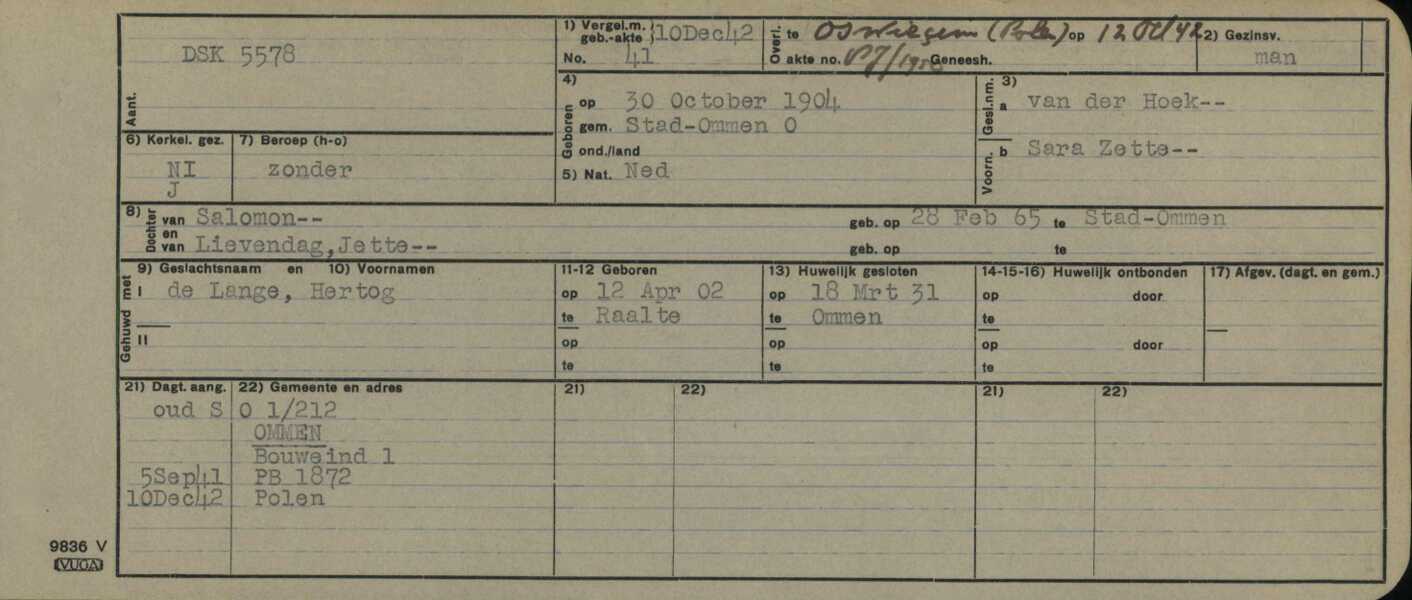 DSK 5578
Aant.
1) Vergel.m. geb.-akte 10Dec42
No. 41
Overl. te Oswiegem (Polen) op 12 Oct 42
akte no. Geneesh.
2) Gezinsv.
man
4)
Geboren op 30 October 1904
gem. Stad-Ommen O
ond./land
5) Nat. Ned
3)
Gesl.nm. a van der Hoek--
Voorn. b Sara Zette--
6) Kerkel. gez. 7) Beroep (h-o)
NI zonder
J
8) Dochter van Salomon-- geb. op 28 Feb 65 te Stad-Ommen
en van Lievendag,Jette-- geb. op te
Gehuwd met
9) Geslachtsnaam en 10) Voornamen 11-12 Geboren 13) Huwelijk gesloten 14-15-16) Huwelijk ontbonden 17) Afgev. (dagt. en gem.)
I de Lange, Hertog op 12 Apr 02 op 18 Mrt 31 op door
te Raalte te Ommen te
II op op op door
te te te
21) Dagt. aang. 22) Gemeente en adres 21) 22) 21) 22)
oud S O 1/212
OMMEN
Bouweind 1
5Sep41 PB 1872
10Dec42 Polen
9836 V
VUGA